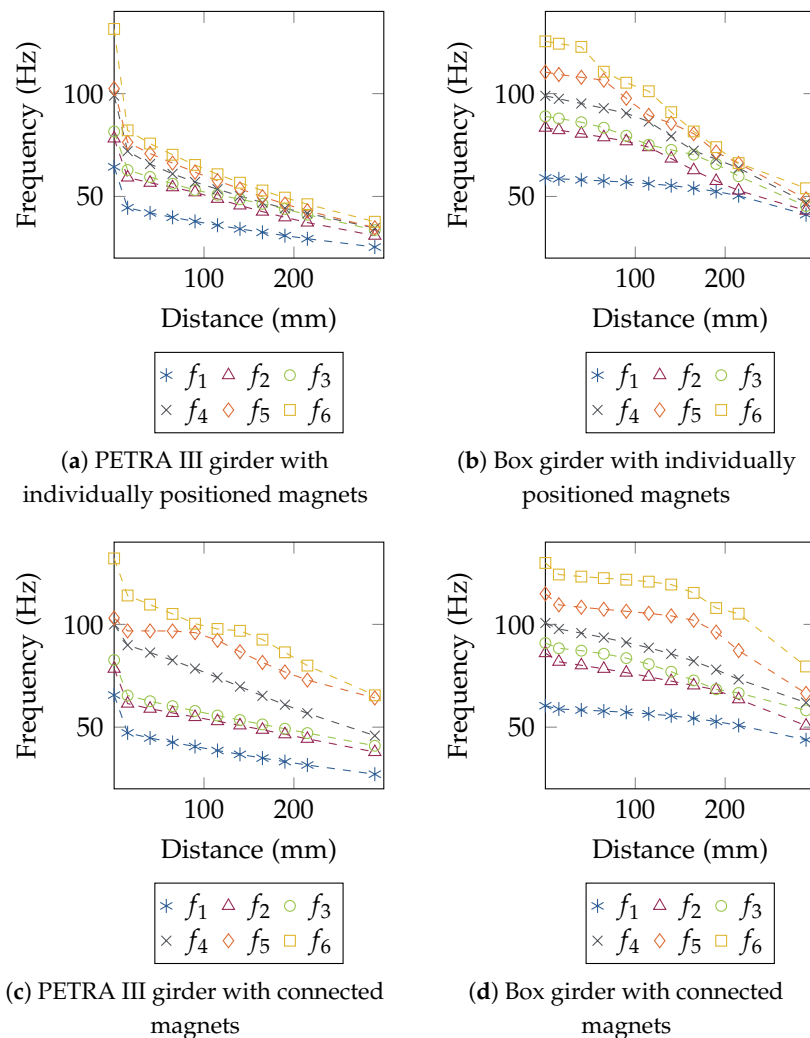 100
50
Frequency (Hz)
100
200
Distance (mm)
f1 f2 f3
f4 f5 f6
(a) PETRA III girder with
individually positioned magnets
100
50
Frequency (Hz)
100
200
Distance (mm)
f1 f2 f3
f4 f5 f6
(b) Box girder with individually
positioned magnets
100
50
Frequency (Hz)
100
200
Distance (mm)
f1 f2 f3
f4 f5 f6
(c) PETRA III girder with connected
magnets
100
50
Frequency (Hz)
100
200
Distance (mm)
f1 f2 f3
f4 f5 f6
(d) Box girder with connected
magnets